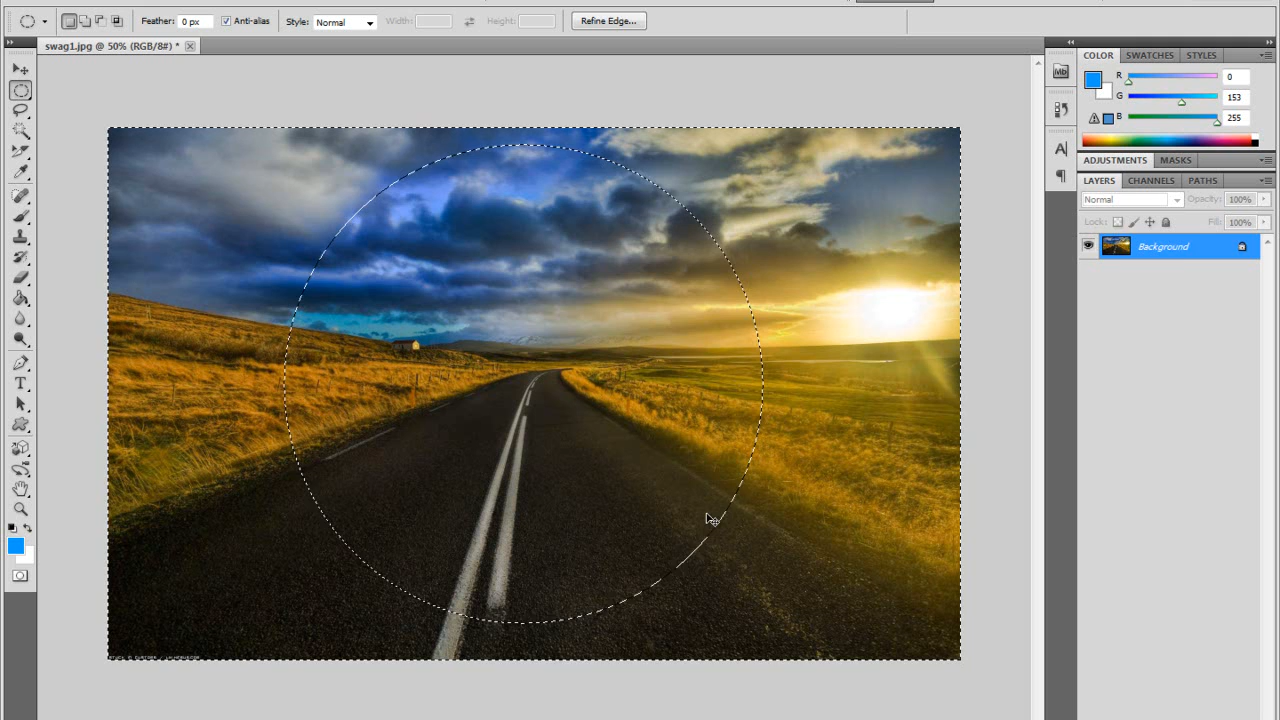 Feather: 0 px Anti-alias Style: Normal Width: Height: Refine Edge...
swag1.jpg @ 50% (RGB/8#) *
COLOR SWATCHES STYLES
R 0
G 153
B 255
Mb
A
T
ADJUSTMENTS MASKS
LAYERS CHANNELS PATHS
Normal Opacity: 100%
Lock: Fill: 100%
Background